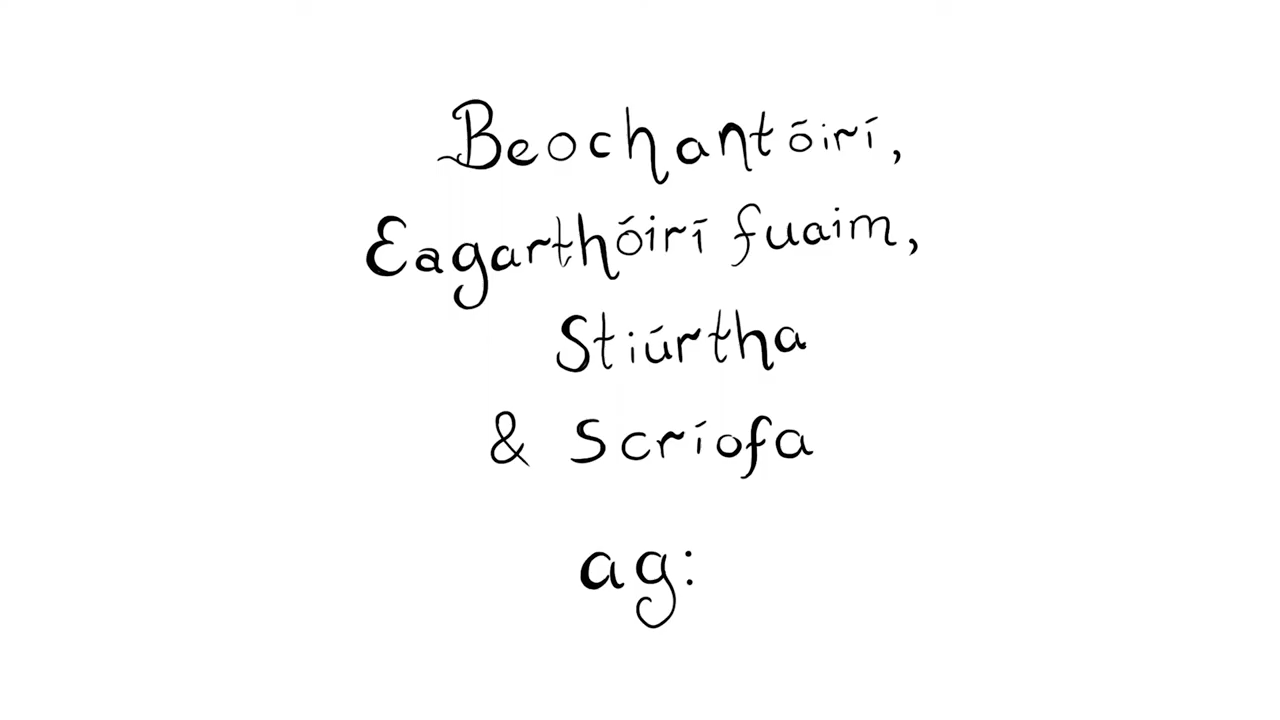 Beochantóirí,
Eagarthóirí fuaim,
Stiúrtha
& Scríofa
ag: